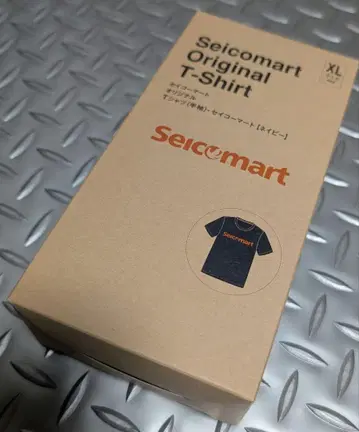 Seicomart
Original
T-Shirt
XL
セイコーマート
オリジナル
Tシャツ(半袖)・セイコーマート【ネイビー】
Seicomart
Seicomart